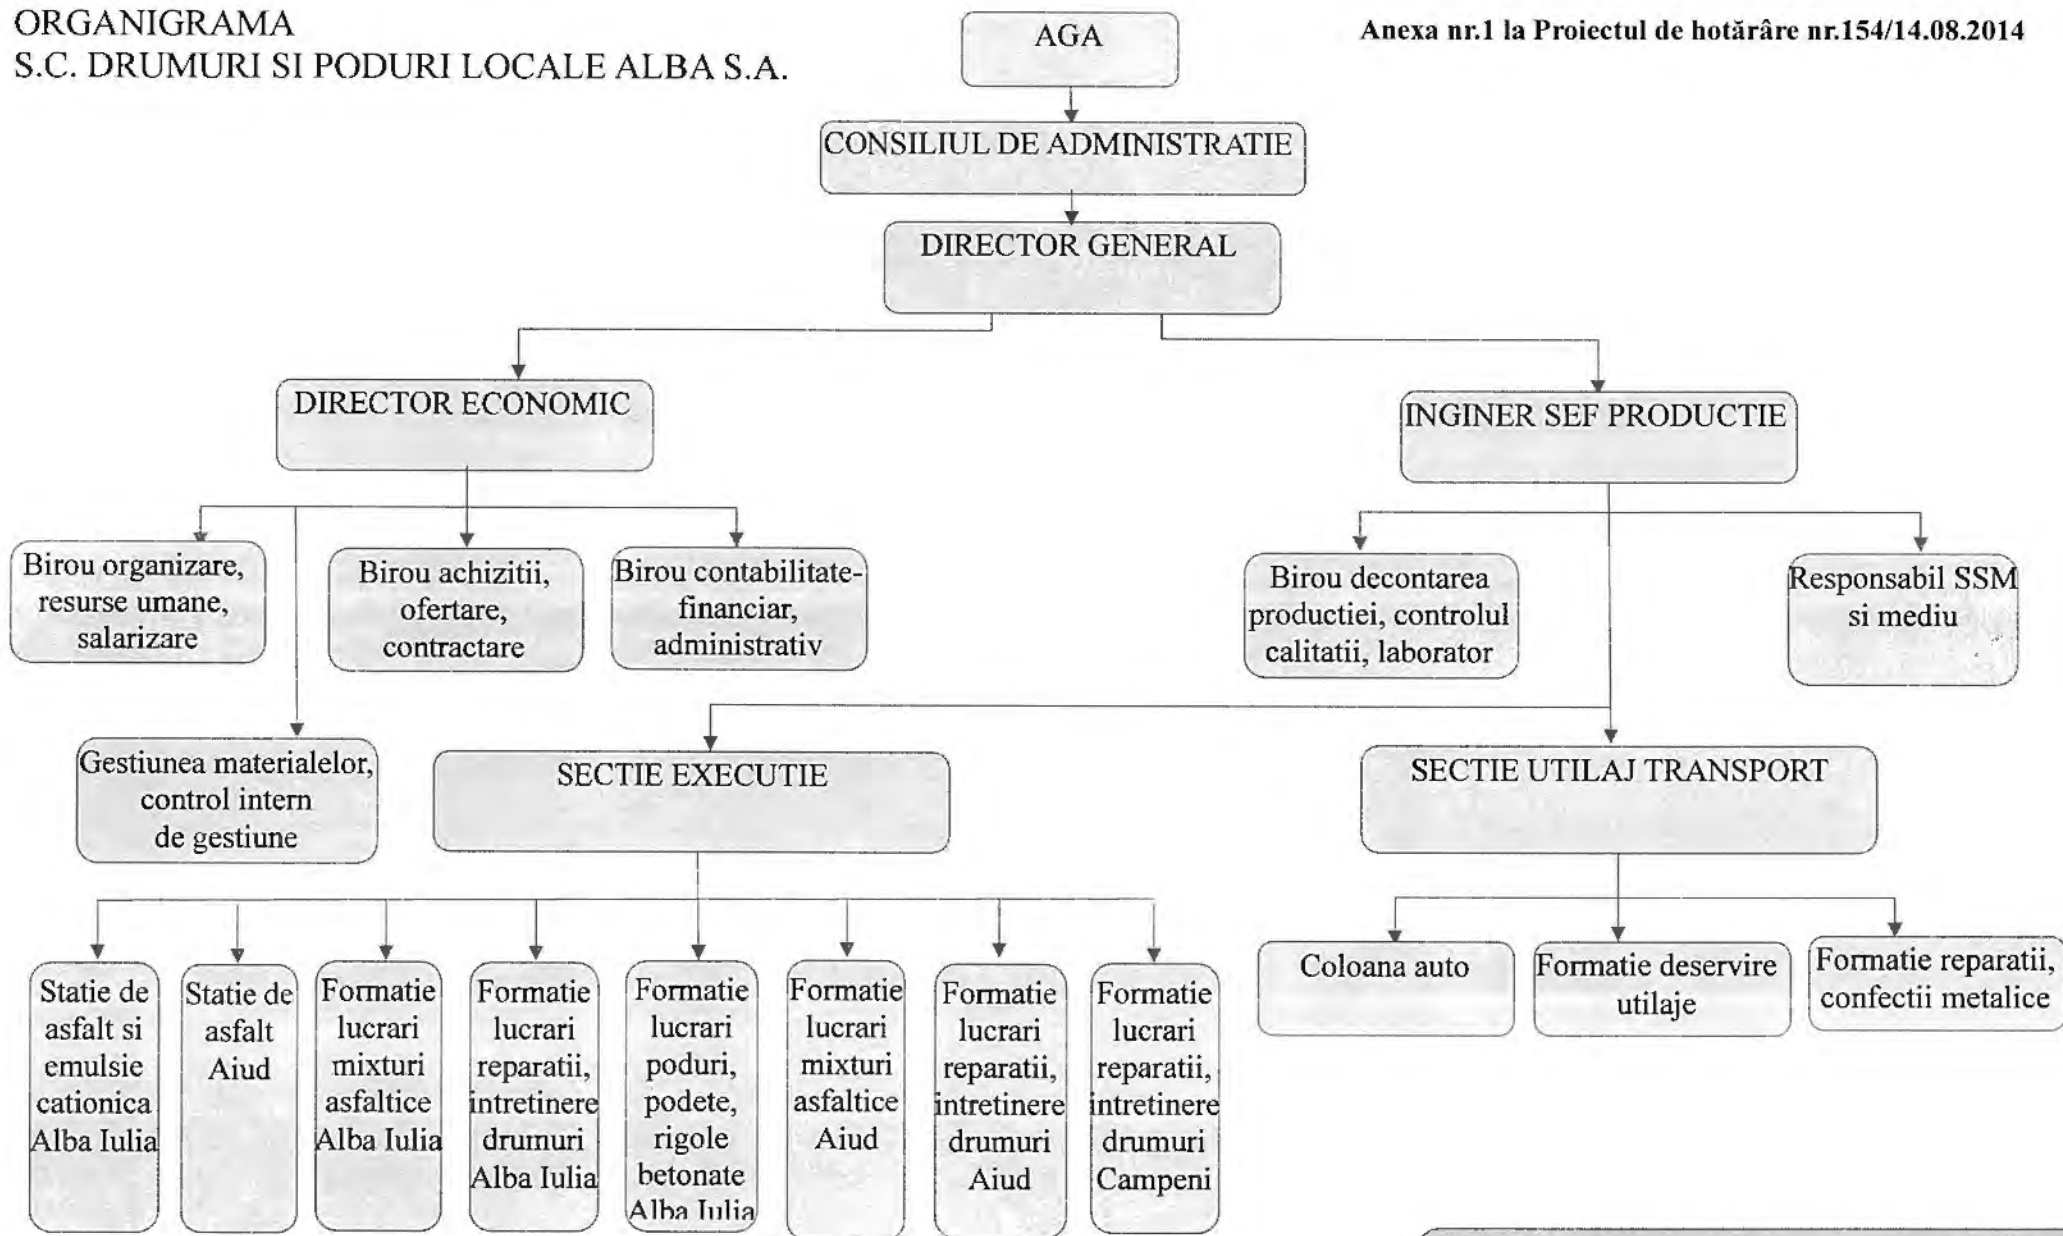 ORGANIGRAMA
S.C. DRUMURI SI PODURI LOCALE ALBA S.A.
Anexa nr.1 la Proiectul de hotărâre nr.154/14.08.2014
AGA
CONSILIUL DE ADMINISTRATIE
DIRECTOR GENERAL
DIRECTOR ECONOMIC
INGINER SEF PRODUCTIE
Birou organizare,
resurse umane,
salarizare
Birou achizitii,
ofertare,
contractare
Birou contabilitate-
financiar,
administrativ
Birou decontarea
productiei, controlul
calitatii, laborator
Responsabil SSM
si mediu
Gestiunea materialelor,
control intern
de gestiune
SECTIE EXECUTIE
SECTIE UTILAJ TRANSPORT
Statie de
asfalt si
emulsie
cationica
Alba Iulia
Statie de
asfalt
Aiud
Formatie
lucrari
mixturi
asfaltice
Alba Iulia
Formatie
lucrari
reparatii,
intretinere
drumuri
Alba Iulia
Formatie
lucrari
poduri,
podete,
rigole
betonate
Alba Iulia
Formatie
lucrari
mixturi
asfaltice
Aiud
Formatie
lucrari
reparatii,
intretinere
drumuri
Aiud
Formatie
lucrari
reparatii,
intretinere
drumuri
Campeni
Coloana auto
Formatie deservire
utilaje
Formatie reparatii,
confectii metalice